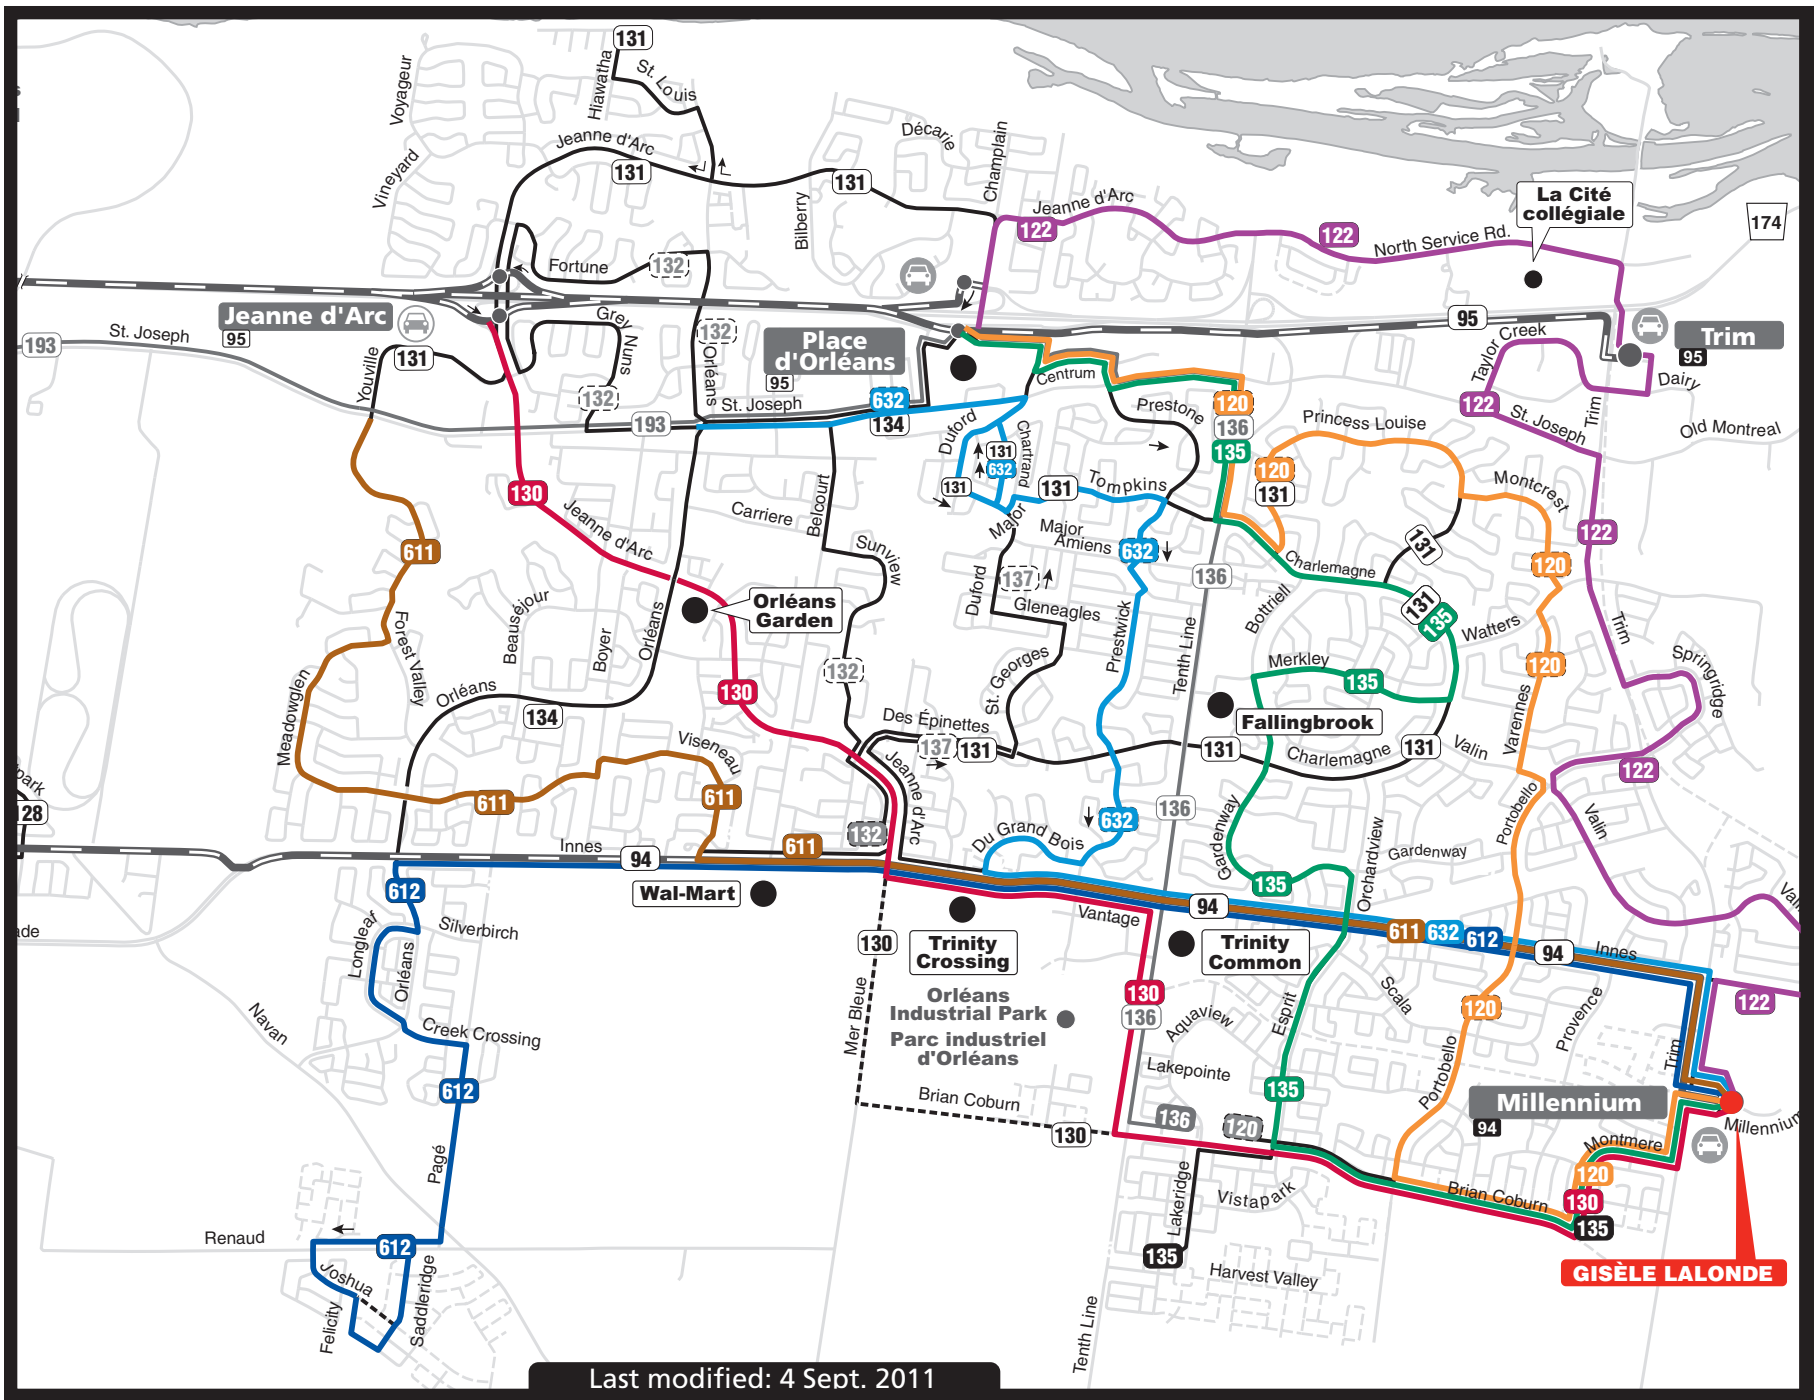 131
Hiawatha
St. Louis
Voyageur
Vineyard
Jeanne d'Arc
131
131
Décarie
Champlain
Bilberry
Jeanne d'Arc
122
122
North Service Rd.
La Cité
collégiale
174
Fortune
132
Jeanne d'Arc
95
St. Joseph
193
131
Youville
Grey Nuns
132
132
Orléans
193
St. Joseph
Place
d'Orléans
95
632
134
Centrum
95
Trim
95
Taylor Creek
Dairy
Trim
122
St. Joseph
Old Montreal
Prestone
120
136
135
Princess Louise
120
131
Montcrest
Duford
Chartrand
131
632
131
131
Tompkins
Major
Major
Amiens
632
130
Jeanne d'Arc
Carriere
Belcourt
Sunview
611
Forest Valley
Meadowglen
Beauséjour
Boyer
Orléans
Orléans
134
Orléans
Garden
130
132
137
Duford
Gleneagles
St. Georges
Prestwick
136
Tenth Line
Bottriell
Charlemagne
131
131
135
Watters
120
120
122
Trim
Springridge
Merkley
135
Fallingbrook
Varennes
Des Épinettes
137
131
131
Charlemagne
131
Valin
122
Valin
Portobello
Viseneau
611
611
Jeanne d'Arc
132
Innes
94
611
Du Grand Bois
632
136
Gardenway
135
Orchardview
Gardenway
128
612
Wal-Mart
Longleaf
Orléans
Silverbirch
Navan
Creek Crossing
612
Pagé
Renaud
612
Joshua
Felicity
Saddleridge
130
Mer Bleue
Trinity
Crossing
Vantage
94
Trinity
Common
611
632
612
94
Innes
Orléans
Industrial Park
Parc industriel
d'Orléans
130
136
Aquaview
Lakepointe
Esprit
Scala
120
Provence
Portobello
Trim
122
Brian Coburn
130
136
120
135
Millennium
94
Millennium
Montmere
120
130
135
Brian Coburn
Lakeridge
135
Vistapark
Harvest Valley
Tenth Line
GISÈLE LALONDE
Last modified: 4 Sept. 2011